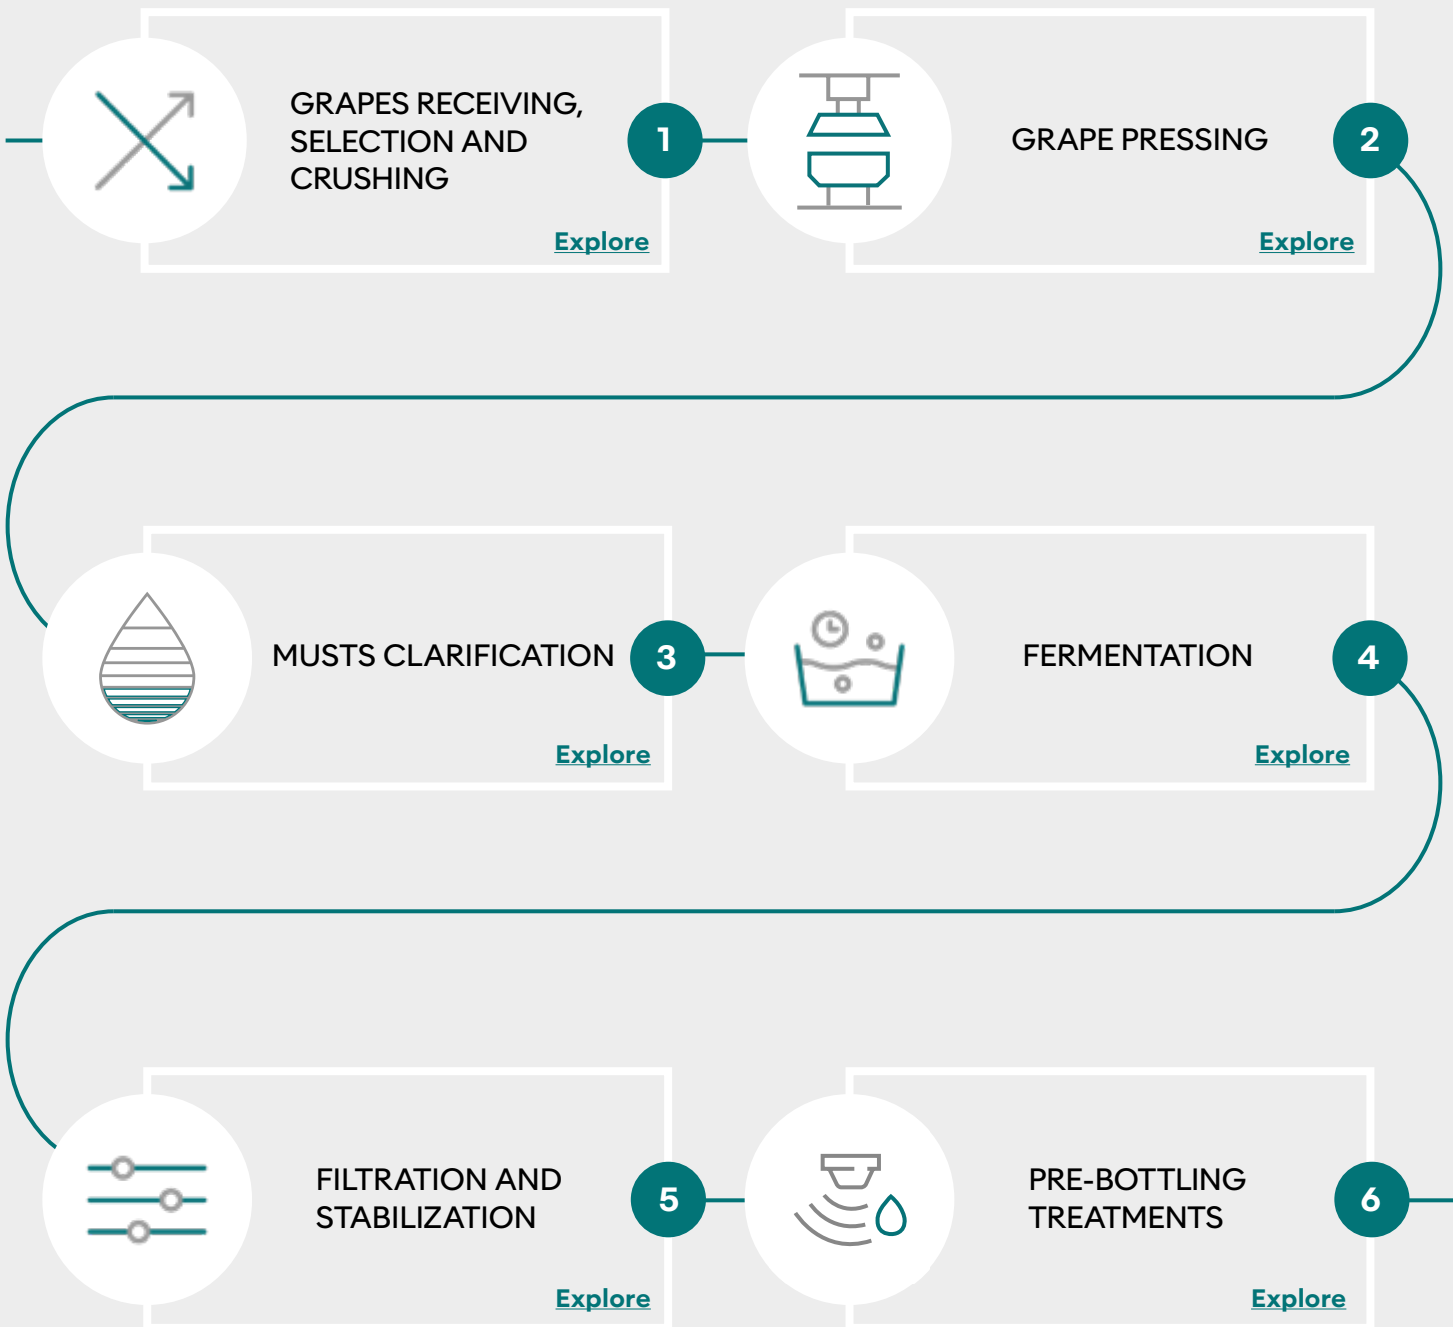 GRAPES RECEIVING,
SELECTION AND
CRUSHING
1
Explore
GRAPE PRESSING
2
Explore
MUSTS CLARIFICATION
3
Explore
FERMENTATION
4
Explore
FILTRATION AND
STABILIZATION
5
Explore
PRE-BOTTLING
TREATMENTS
6
Explore